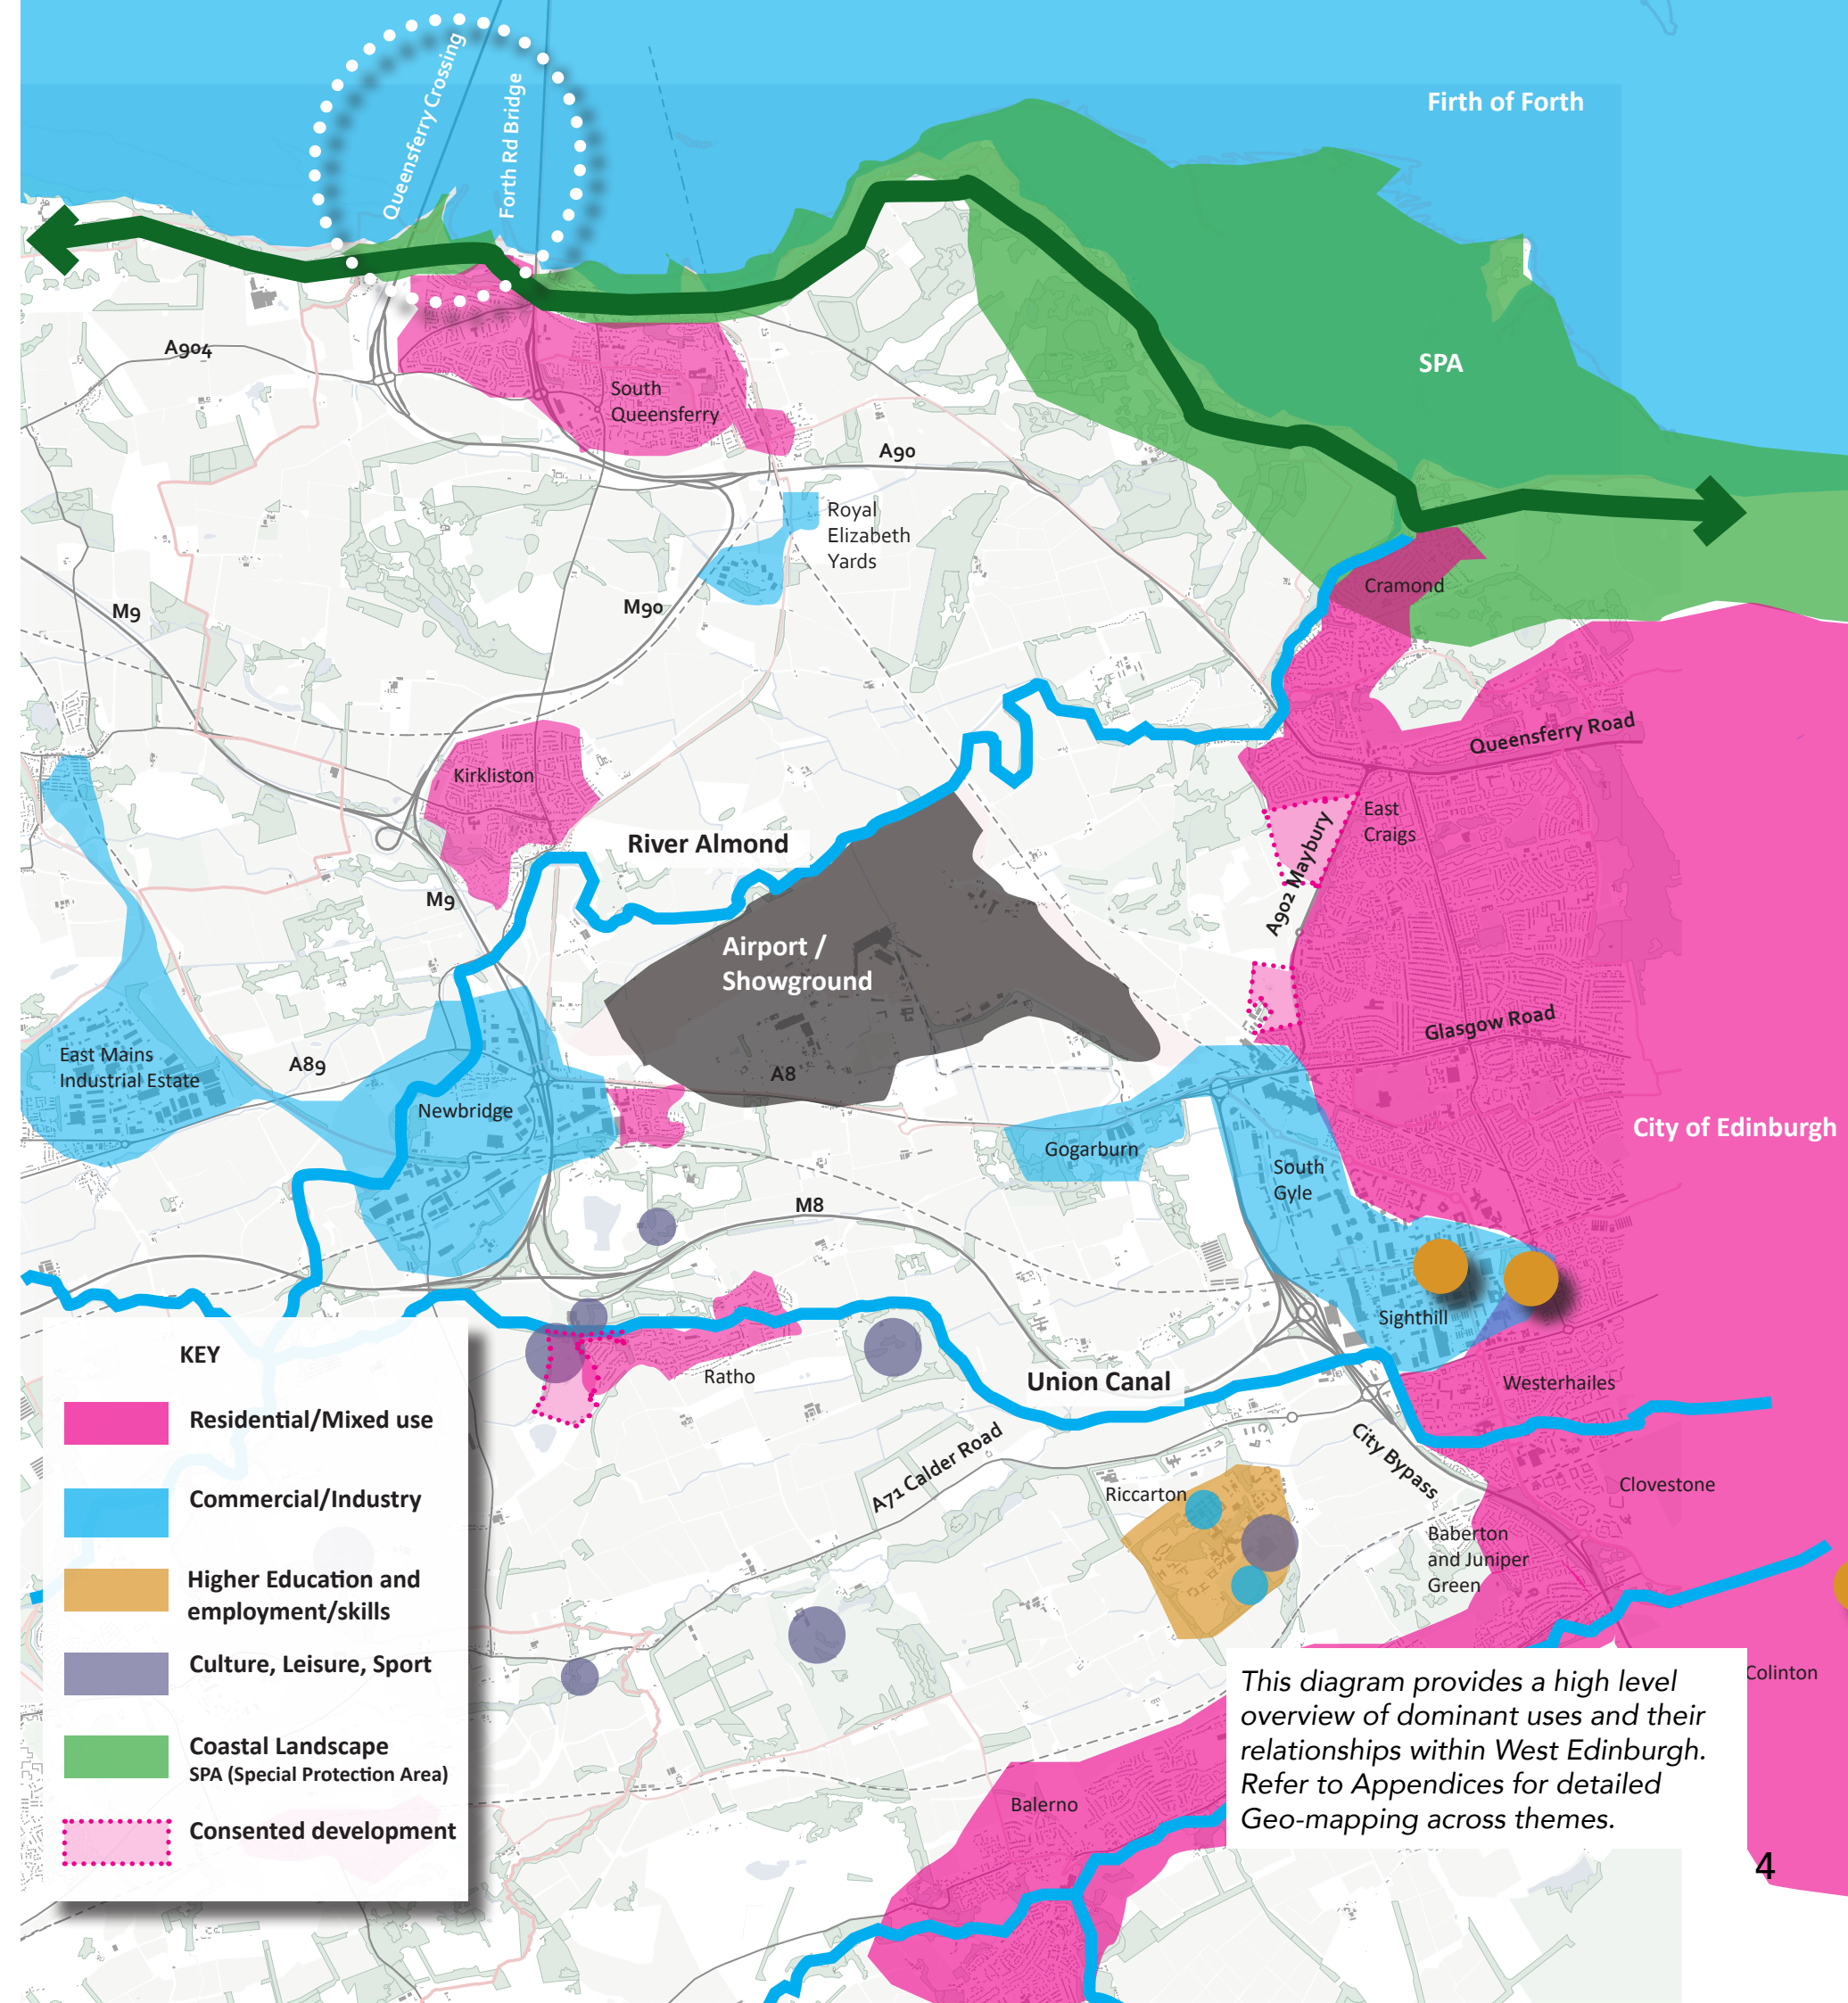 Firth of Forth
Queensferry Crossing
Forth Rd Bridge
SPA
A904
South
Queensferry
A90
Royal
Elizabeth
Yards
Cramond
M9
M90
Queensferry Road
Kirkliston
East
Craigs
River Almond
A902 Maybury
M9
Airport /
Showground
Glasgow Road
East Mains
Industrial Estate
A89
A8
Newbridge
City of Edinburgh
Gogarburn
South
Gyle
M8
Sighthill
Ratho
Union Canal
Westerhailes
A71 Calder Road
City Bypass
Clovestone
Riccarton
Baberton
and Juniper
Green
Colinton
Balerno
KEY
Residential/Mixed use
Commercial/Industry
Higher Education and
employment/skills
Culture, Leisure, Sport
Coastal Landscape
SPA (Special Protection Area)
Consented development
This diagram provides a high level
overview of dominant uses and their
relationships within West Edinburgh.
Refer to Appendices for detailed
Geo-mapping across themes.
4